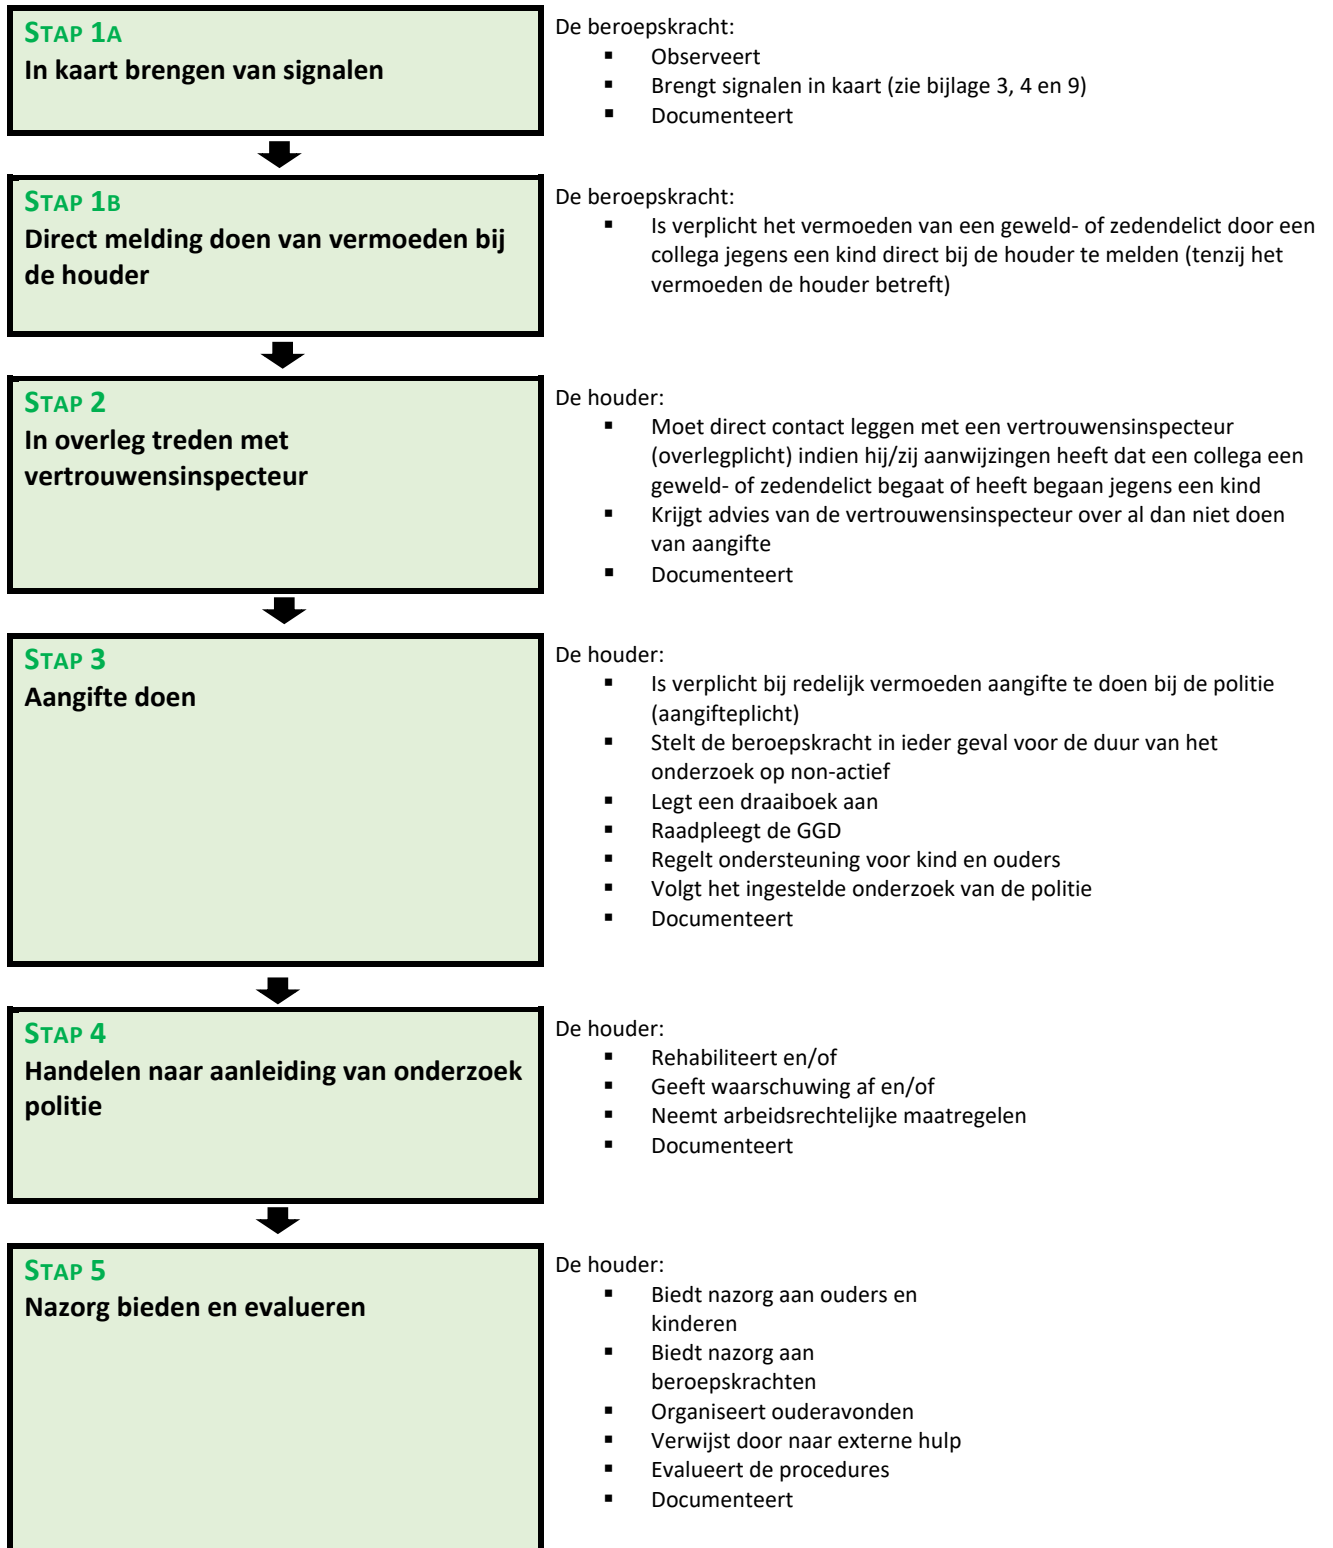 STAP 1A
In kaart brengen van signalen
De beroepskracht:
▪ Observeert
▪ Brengt signalen in kaart (zie bijlage 3, 4 en 9)
▪ Documenteert
STAP 1B
Direct melding doen van vermoeden bij
de houder
De beroepskracht:
▪ Is verplicht het vermoeden van een geweld- of zedendelict door een
collega jegens een kind direct bij de houder te melden (tenzij het
vermoeden de houder betreft)
STAP 2
In overleg treden met
vertrouwensinspecteur
De houder:
▪ Moet direct contact leggen met een vertrouwensinspecteur
(overlegplicht) indien hij/zij aanwijzingen heeft dat een collega een
geweld- of zedendelict begaat of heeft begaan jegens een kind
▪ Krijgt advies van de vertrouwensinspecteur over al dan niet doen
van aangifte
▪ Documenteert
STAP 3
Aangifte doen
De houder:
▪ Is verplicht bij redelijk vermoeden aangifte te doen bij de politie
(aangifteplicht)
▪ Stelt de beroepskracht in ieder geval voor de duur van het
onderzoek op non-actief
▪ Legt een draaiboek aan
▪ Raadpleegt de GGD
▪ Regelt ondersteuning voor kind en ouders
▪ Volgt het ingestelde onderzoek van de politie
▪ Documenteert
STAP 4
Handelen naar aanleiding van onderzoek
politie
De houder:
▪ Rehabiliteert en/of
▪ Geeft waarschuwing af en/of
▪ Neemt arbeidsrechtelijke maatregelen
▪ Documenteert
STAP 5
Nazorg bieden en evalueren
De houder:
▪ Biedt nazorg aan ouders en
kinderen
▪ Biedt nazorg aan
beroepskrachten
▪ Organiseert ouderavonden
▪ Verwijst door naar externe hulp
▪ Evalueert de procedures
▪ Documenteert